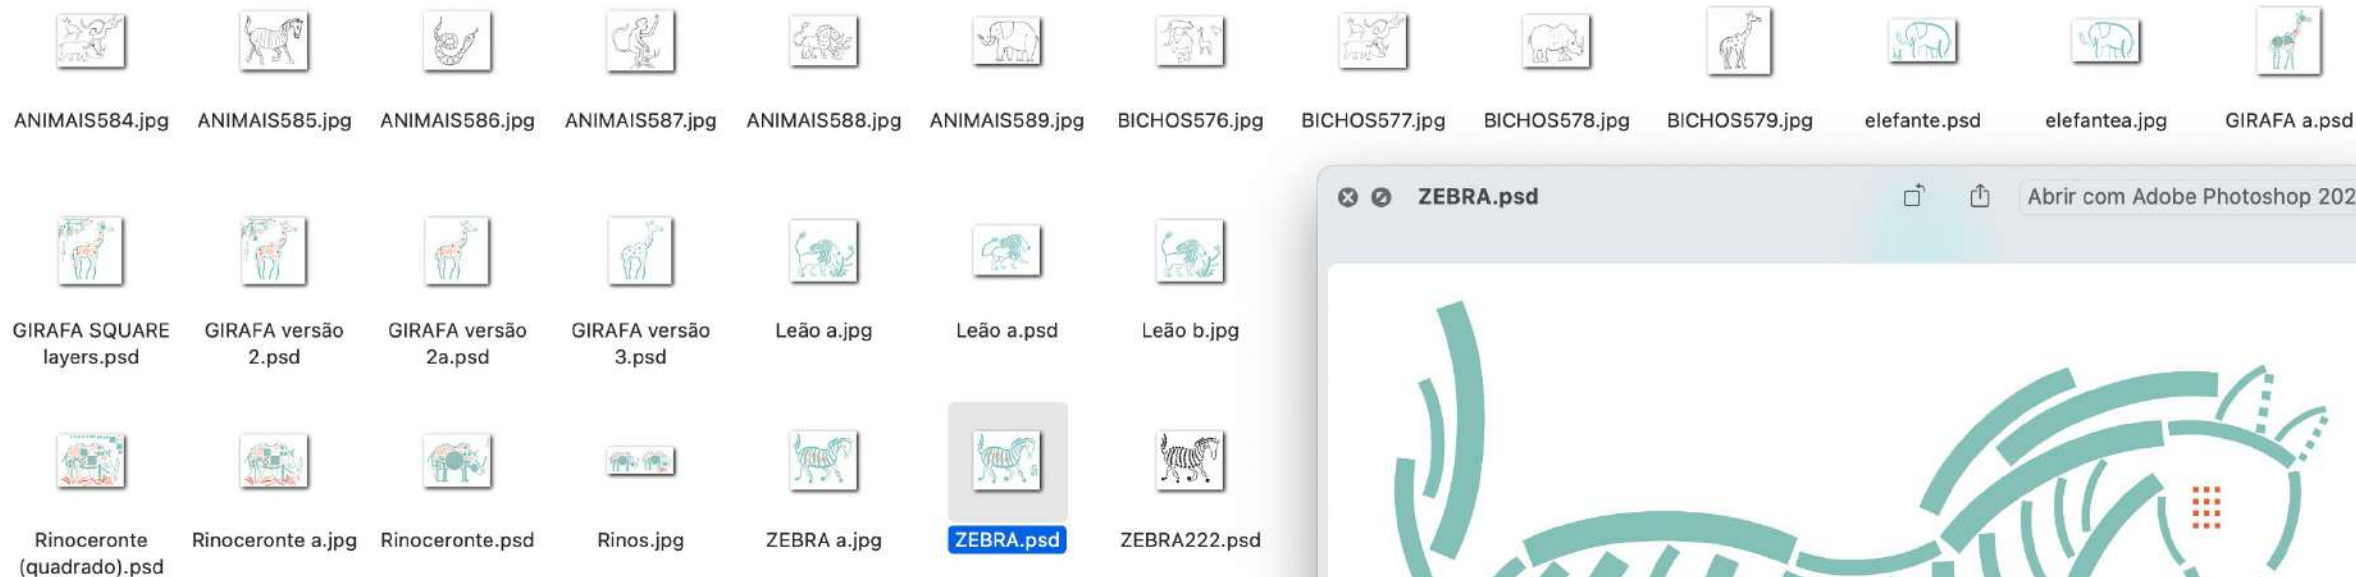 ANIMAIS584.jpg
ANIMAIS585.jpg
ANIMAIS586.jpg
ANIMAIS587.jpg
ANIMAIS588.jpg
ANIMAIS589.jpg
BICHOS576.jpg
BICHOS577.jpg
BICHOS578.jpg
BICHOS579.jpg
elefante.psd
elefantea.jpg
GIRAFA a.psd
GIRAFA SQUARE
layers.psd
GIRAFA versão
2.psd
GIRAFA versão
2a.psd
GIRAFA versão
3.psd
Leão a.jpg
Leão a.psd
Leão b.jpg
Rinoceronte
(quadrado).psd
Rinoceronte a.jpg
Rinoceronte.psd
Rinos.jpg
ZEBRA a.jpg
ZEBRA.psd
ZEBRA222.psd
ZEBRA.psd
Abrir com Adobe Photoshop 202